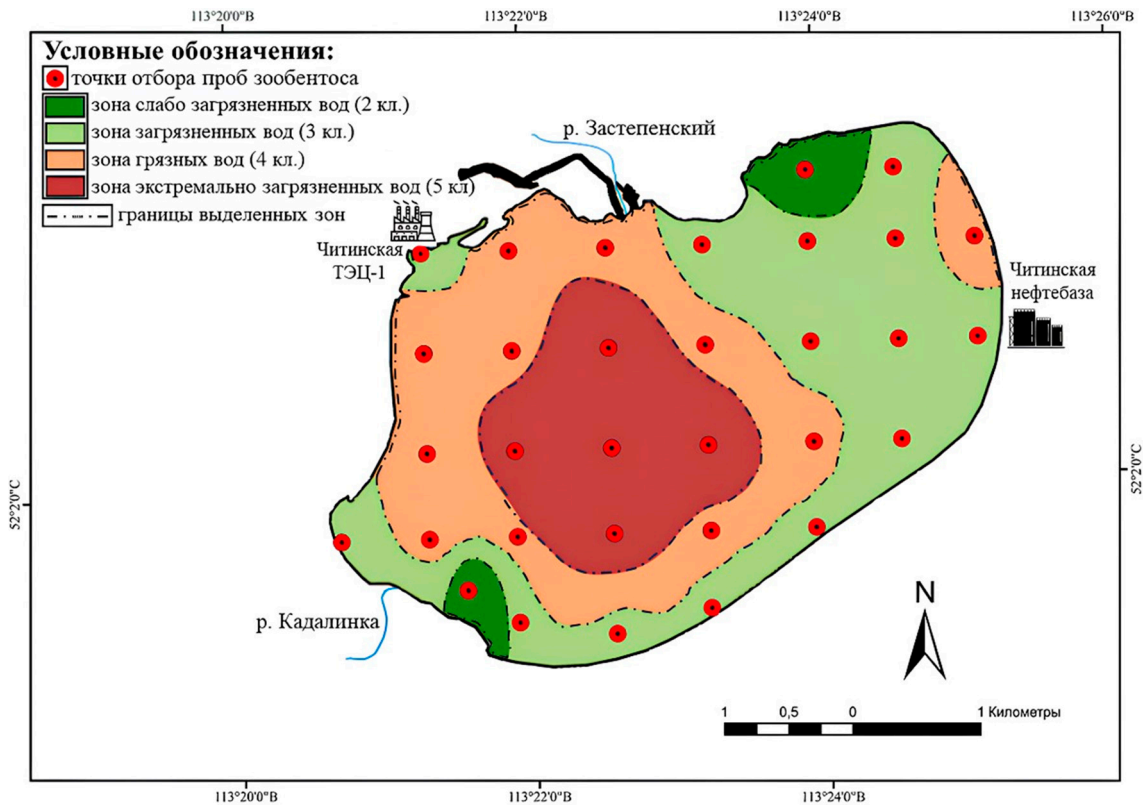 113°20'0"В 113°22'0"В 113°24'0"В 113°26'0"В
Условные обозначения:
точки отбора проб зообентоса
зона слабо загрязненных вод (2 кл.)
зона загрязненных вод (3 кл.)
зона грязных вод (4 кл.)
зона экстремально загрязненных вод (5 кл)
границы выделенных зон
р. Застепенский
Читинская
ТЭЦ-1
Читинская
нефтебаза
52°2'0"С
52°2'0"С
р. Кадалинка
N
1 0,5 0 1 Километры
113°20'0"В 113°22'0"В 113°24'0"В